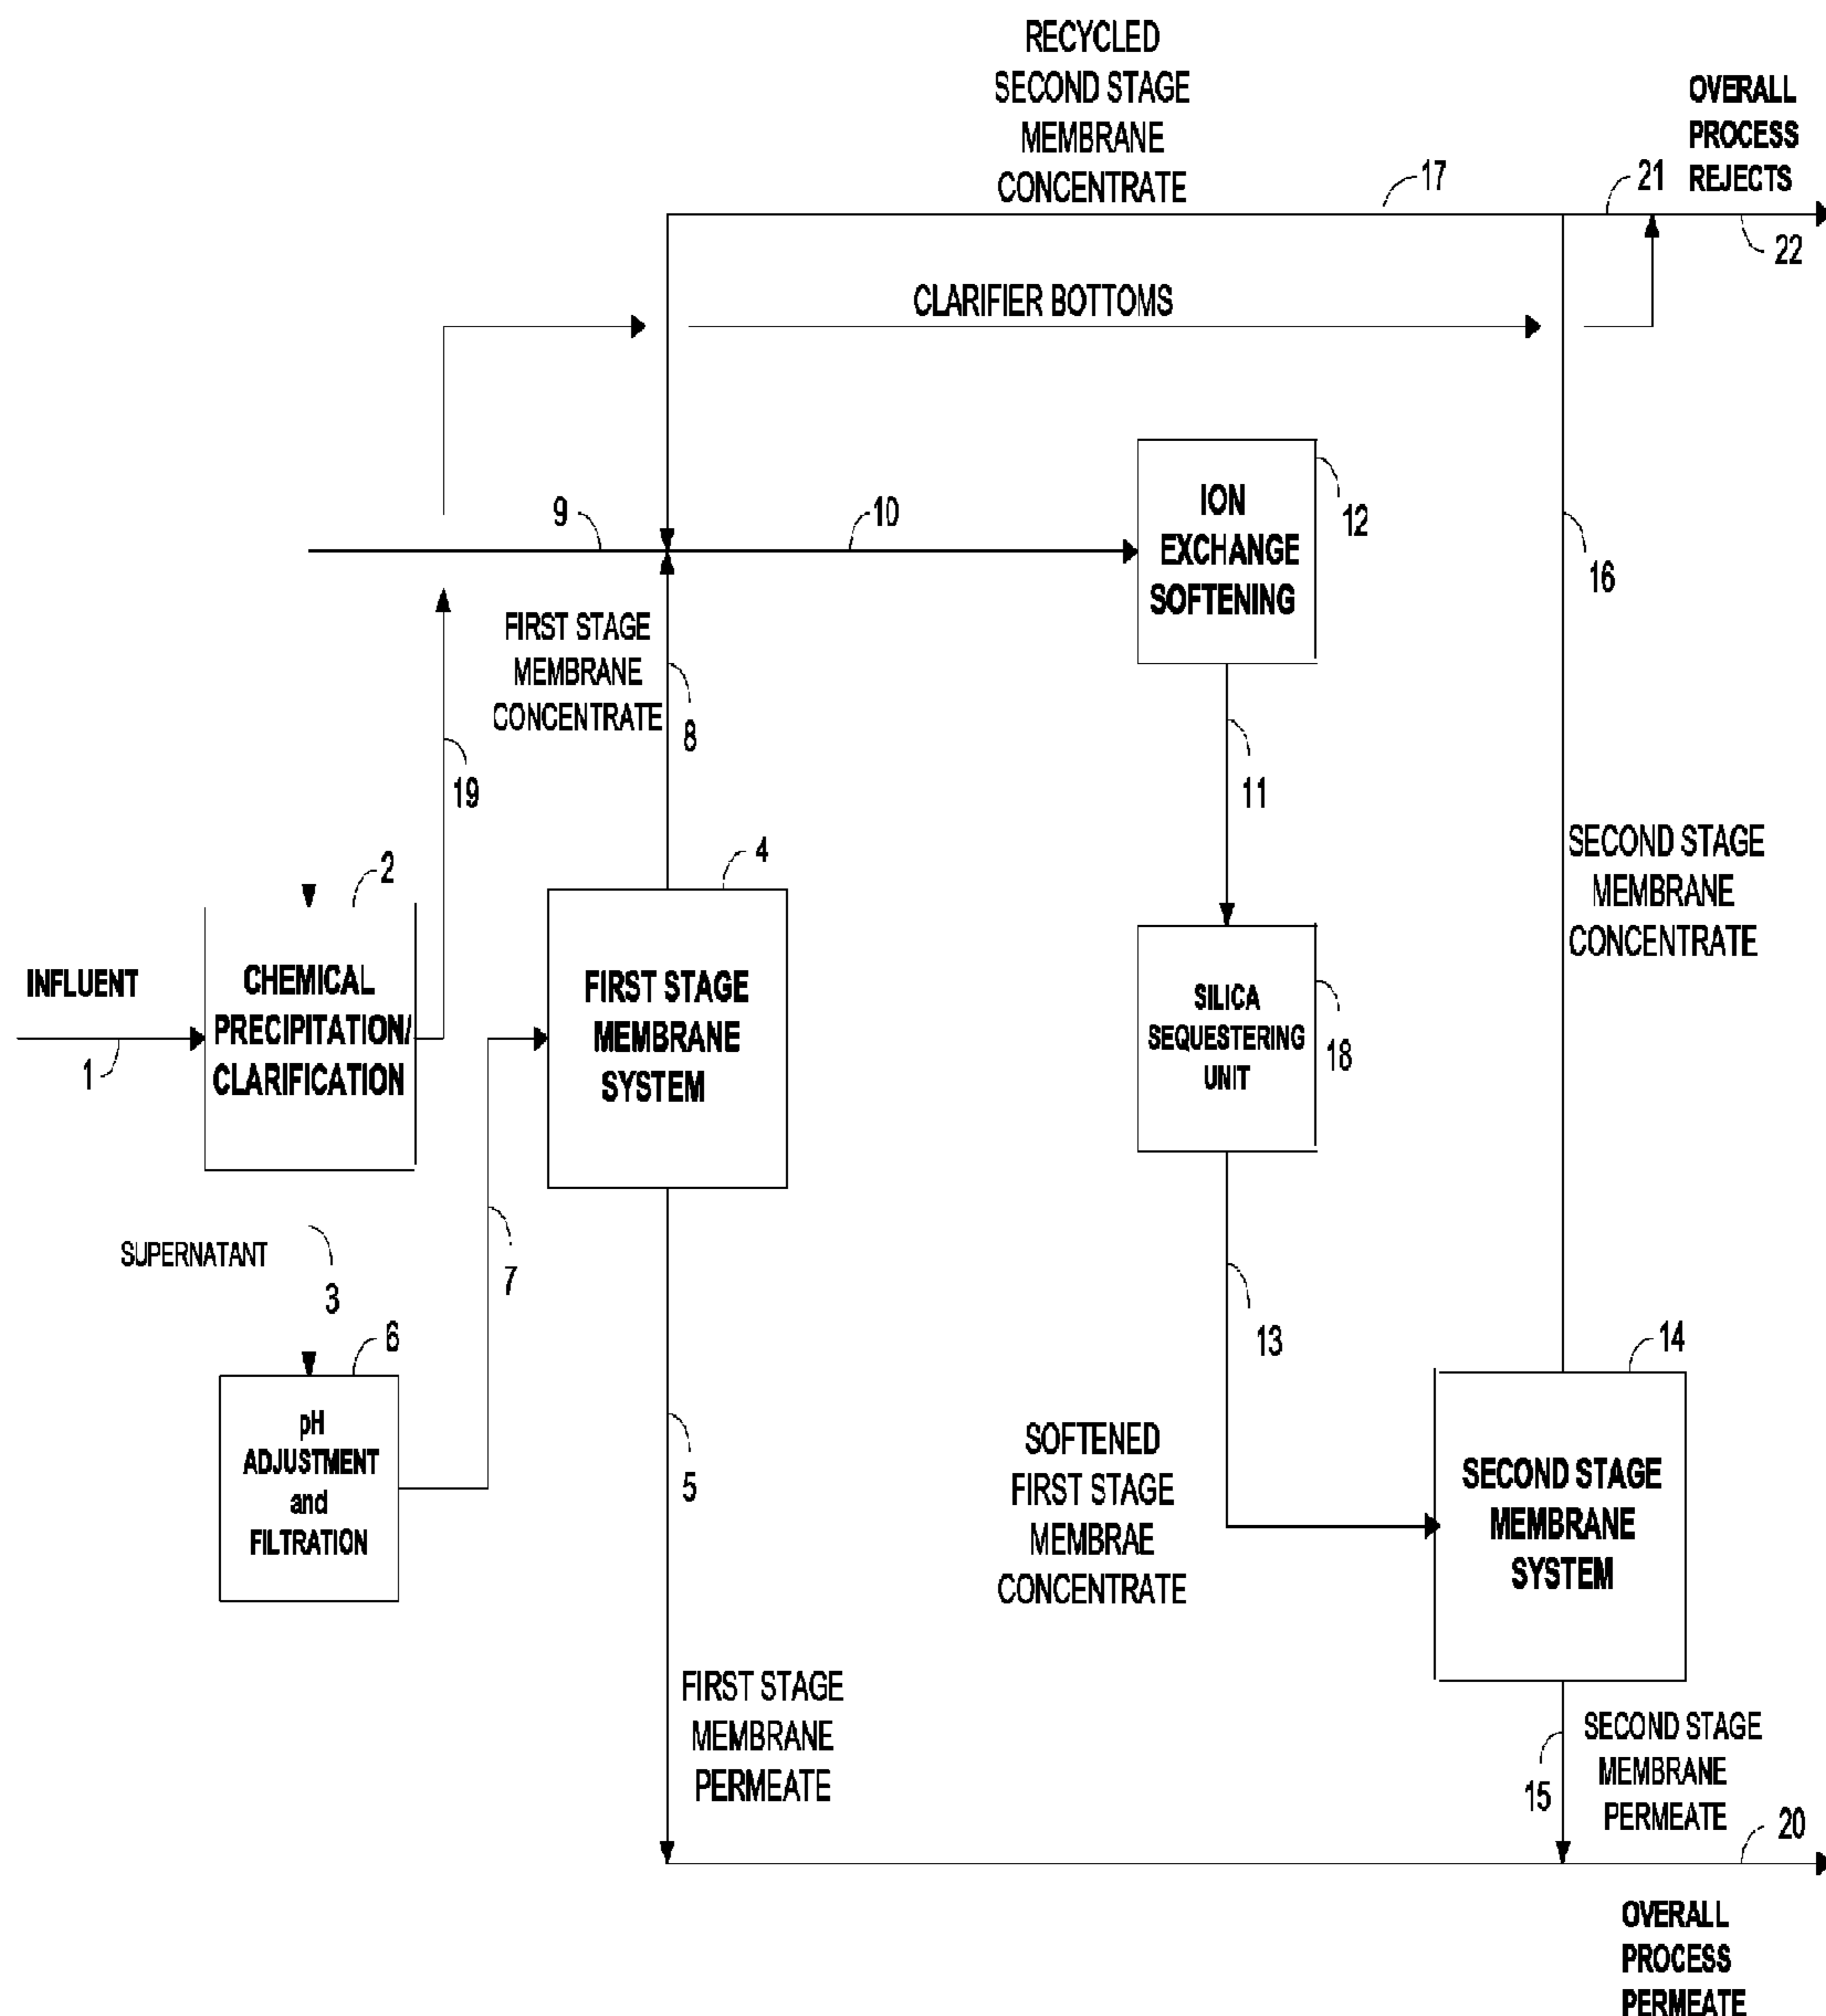 RECYCLED
SECOND STAGE
MEMBRANE
CONCENTRATE
OVERALL
PROCESS
REJECTS
17
21
22
CLARIFIER BOTTOMS
9
10
ION
EXCHANGE
SOFTENING
12
16
FIRST STAGE
MEMBRANE
CONCENTRATE
8
19
11
2
4
SECOND STAGE
MEMBRANE
CONCENTRATE
INFLUENT
1
CHEMICAL
PRECIPITATION/
CLARIFICATION
FIRST STAGE
MEMBRANE
SYSTEM
SILICA
SEQUESTERING
UNIT
18
SUPERNATANT
3
7
6
pH
ADJUSTMENT
and
FILTRATION
5
13
14
SOFTENED
FIRST STAGE
MEMBRAE
CONCENTRATE
SECOND STAGE
MEMBRANE
SYSTEM
FIRST STAGE
MEMBRANE
PERMEATE
15
SECOND STAGE
MEMBRANE
PERMEATE
20
OVERALL
PROCESS
PERMEATE